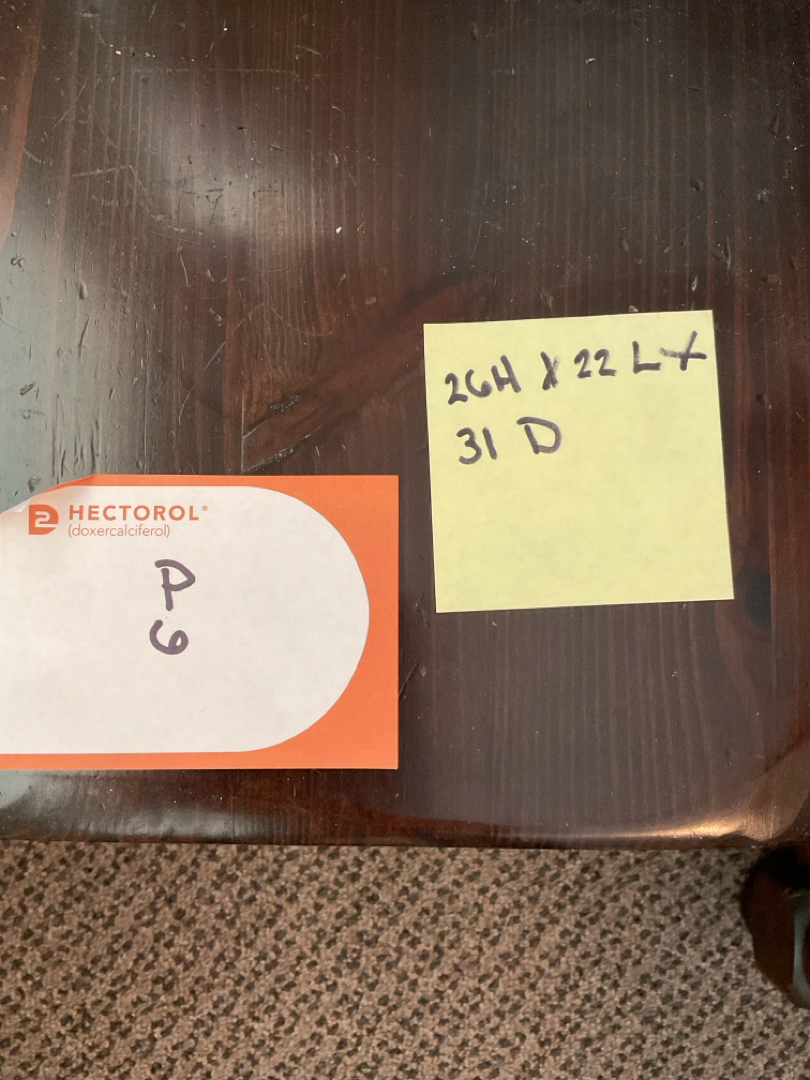 26H X 22 L X
31 D
HECTOROL®
(doxercalciferol)
P
6